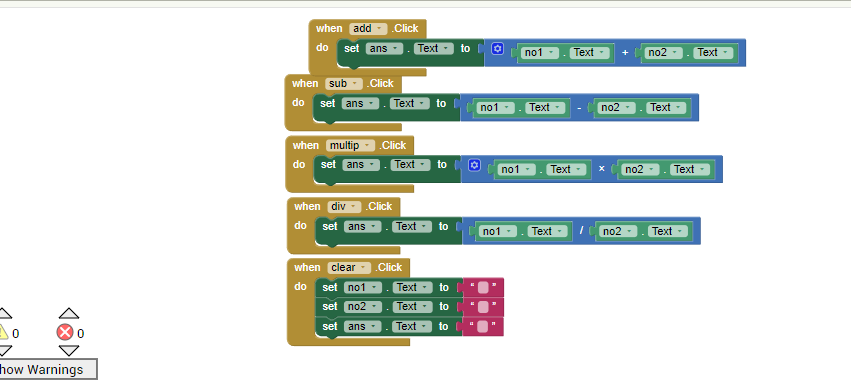 when add .Click
do set ans . Text to no1 . Text + no2 . Text
when sub .Click
do set ans . Text to no1 . Text - no2 . Text
when multip .Click
do set ans . Text to no1 . Text × no2 . Text
when div .Click
do set ans . Text to no1 . Text / no2 . Text
when clear .Click
do set no1 . Text to “ ”
set no2 . Text to “ ”
set ans . Text to “ ”
0 0
how Warnings